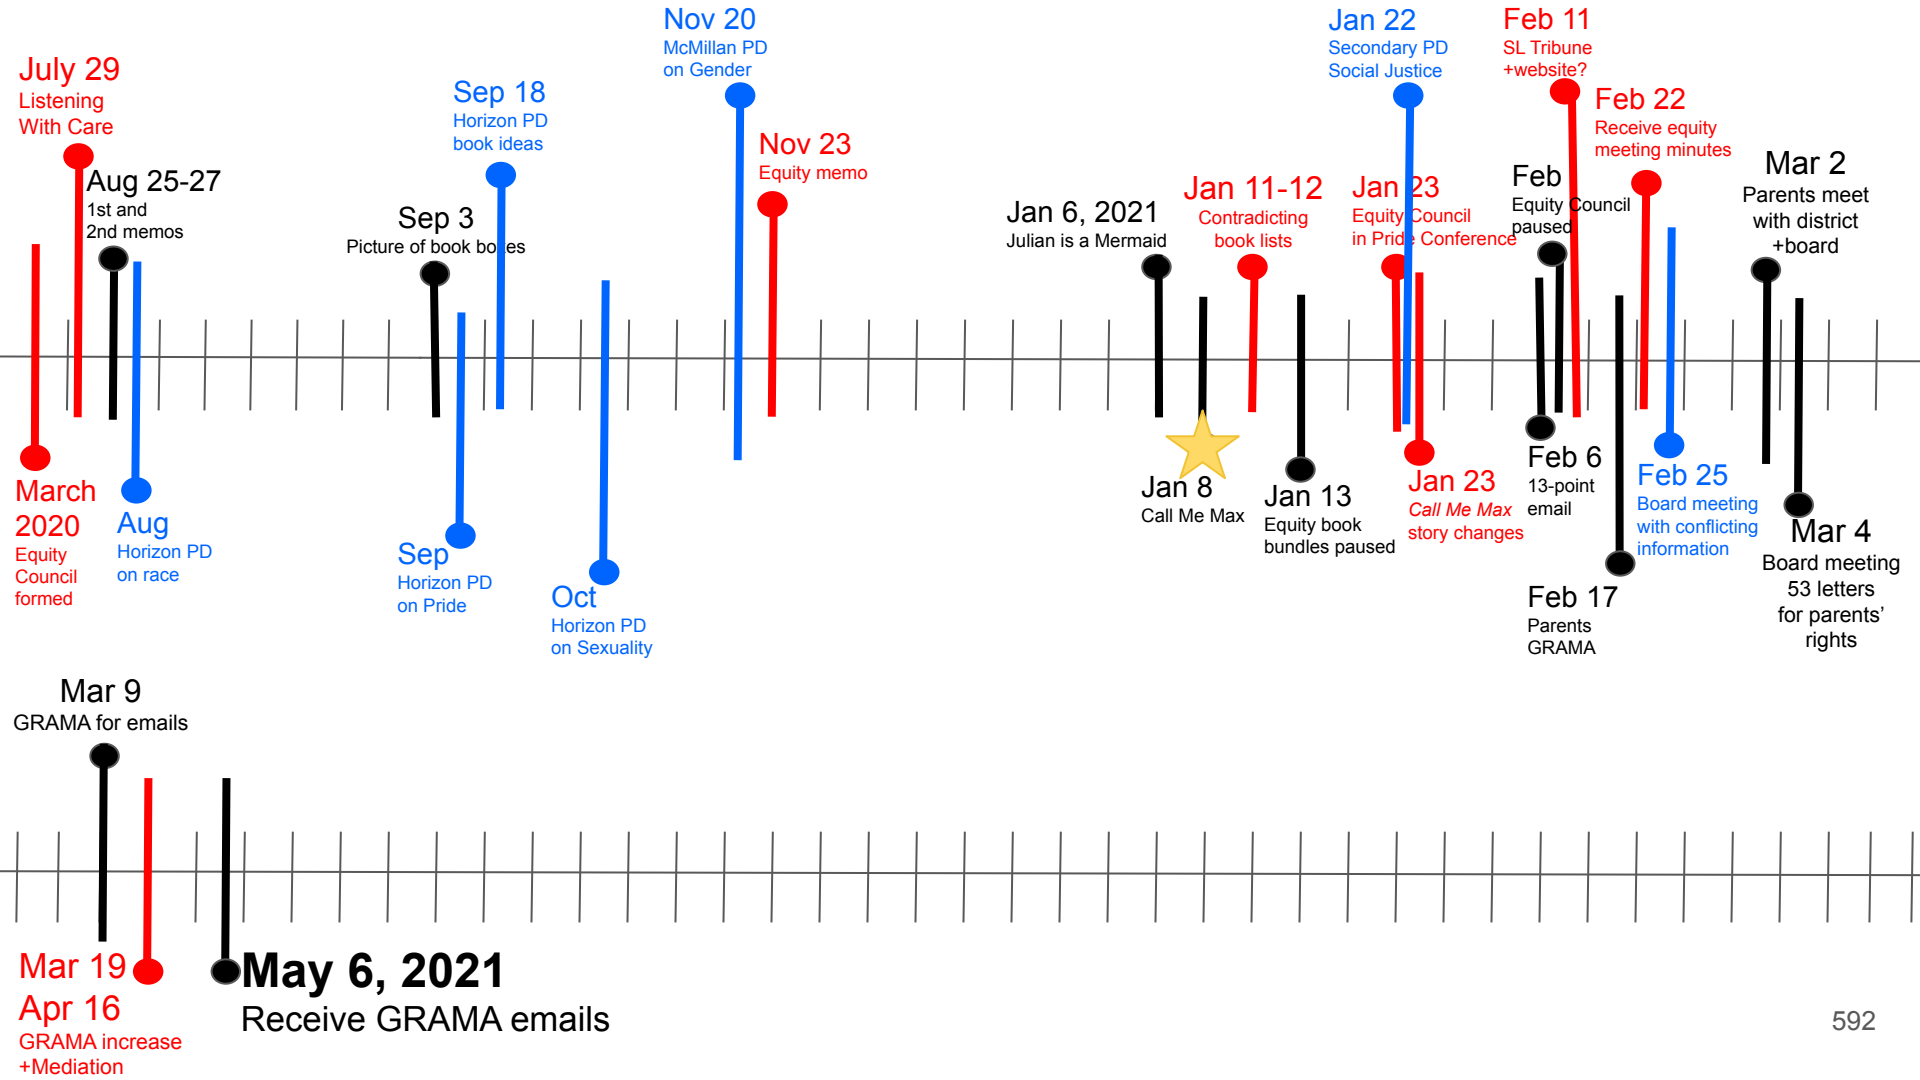 July 29
Listening
With Care
Aug 25-27
1st and
2nd memos
Sep 3
Picture of book boxes
Sep 18
Horizon PD
book ideas
Nov 20
McMillan PD
on Gender
Nov 23
Equity memo
Jan 6, 2021
Julian is a Mermaid
Jan 11-12
Contradicting
book lists
Jan 22
Secondary PD
Social Justice
Jan 23
Equity Council
in Pride Conference
Feb 11
SL Tribune
+website?
Feb
Equity Council
paused
Feb 22
Receive equity
meeting minutes
Mar 2
Parents meet
with district
+board
March
2020
Equity
Council
formed
Aug
Horizon PD
on race
Sep
Horizon PD
on Pride
Oct
Horizon PD
on Sexuality
Jan 8
Call Me Max
Jan 13
Equity book
bundles paused
Jan 23
Call Me Max
story changes
Feb 6
13-point
email
Feb 17
Parents
GRAMA
Feb 25
Board meeting
with conflicting
information
Mar 4
Board meeting
53 letters
for parents’
rights
Mar 9
GRAMA for emails
Mar 19
Apr 16
GRAMA increase
+Mediation
May 6, 2021
Receive GRAMA emails
592